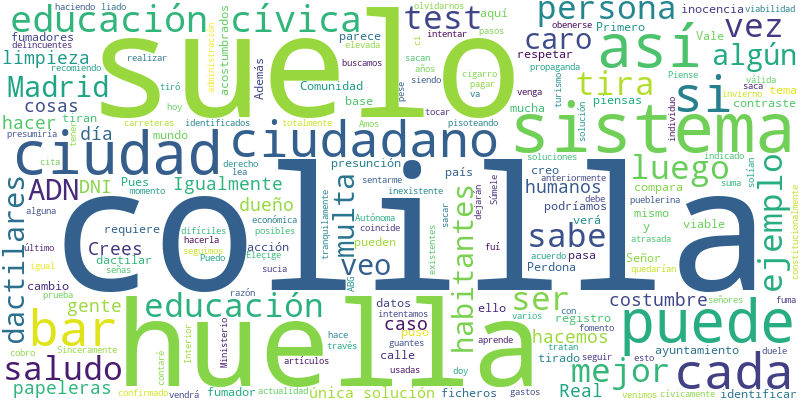 haciendo liado
educación cívica
suelo
test
olvidarnos
aquí
persona
inocencia
viabilidad
fumadores
delincuentes
limpieza
recomiendo
Madrid
realizar
tiró
hoy
administración
acostumbrados
Además
parece
elevada
buscamos
Comunidad
base
ci
intentar
pasos
sacan
años
siendo
cigarro
pagar
va
caro
Primero
obenerse
respetar
propaganda
turismo
Vale
así
vez
algún
Piense
válida
saca
invierno
tema
contraste
cosas
hacer
tiran
día
identificados
mundo
carreteras
totalmente
Amos
pese
tocar
pisoteando
venga
mucha
tira
piensas
solución
individuo
si
presumiría
tener
ciudad
ciudadano
sistema
cita
derecho
lea
presunción
sentarme
inexistente
país
creo
anteriormente
soluciones
indicado
suma
solían
luego
compara
pueblerina
colilla
ADN
DNI
Pues
momento
Igualmente
alguna
dactilares
requiere
dueño
multa
habitantes
humanos
podríamos
verá
sabe
mismo
y
viable
atrasada
ejemplo
constitucionalmente
último
Crees
dactilar
señas
difíciles
hacerla
seguimos
económica
posibles
tranquilamente
Autónoma
coincide
sacar
existentes
dejaran
Súmele
debe
acuerdo
pasa
Perdona
Señor
quedarían
igual
cambio
prueba
gente
acción
Puedo
Eleçige
sucia
fuí
ABG
veo
pueden
bar
Sinceramente
educación
huella
razón
datos
intentamos
caso
ello
puso
ser
hacemos
costumbre
señores
fuma
puede
con
registro
varios
fomento
tirado
ayuntamiento
duele
saludo
cobro
contaré
Interior
Ministerio
hace
través
guantes
calle
aprende
tratan
seguir
esto
mejor
cada
papeleras
confirmado
vendrá
fumador
actualidad
artículos
única solución
usadas
ficheros
doy
gastos
Real
venimos
cívicamente
identificar